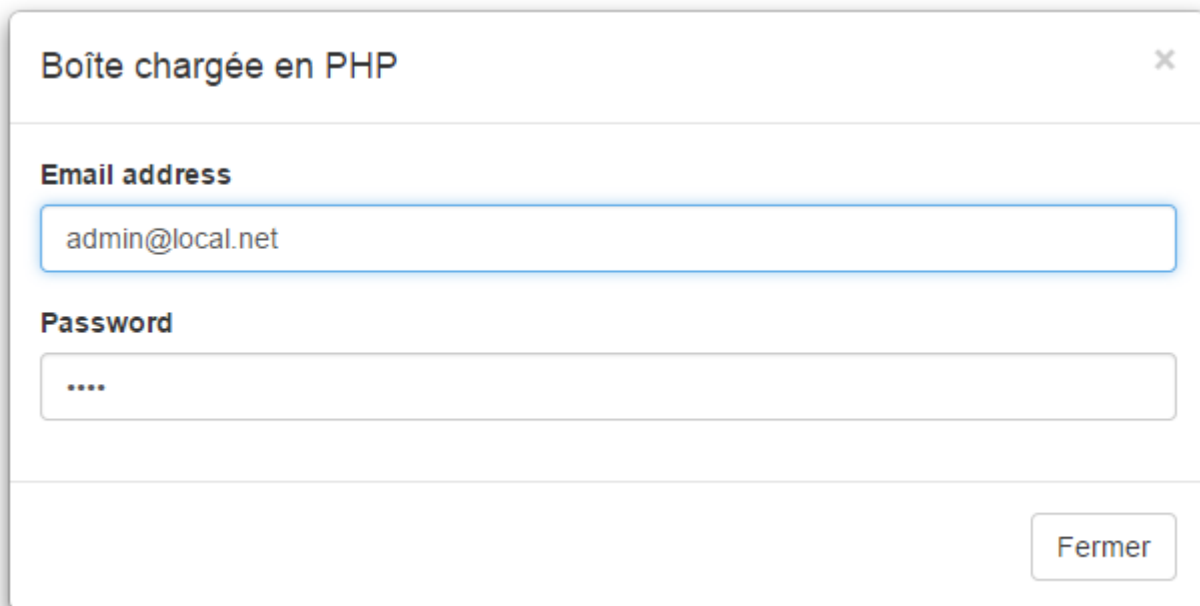 Boîte chargée en PHP
×
Email address
admin@local.net
Password
••••
Fermer